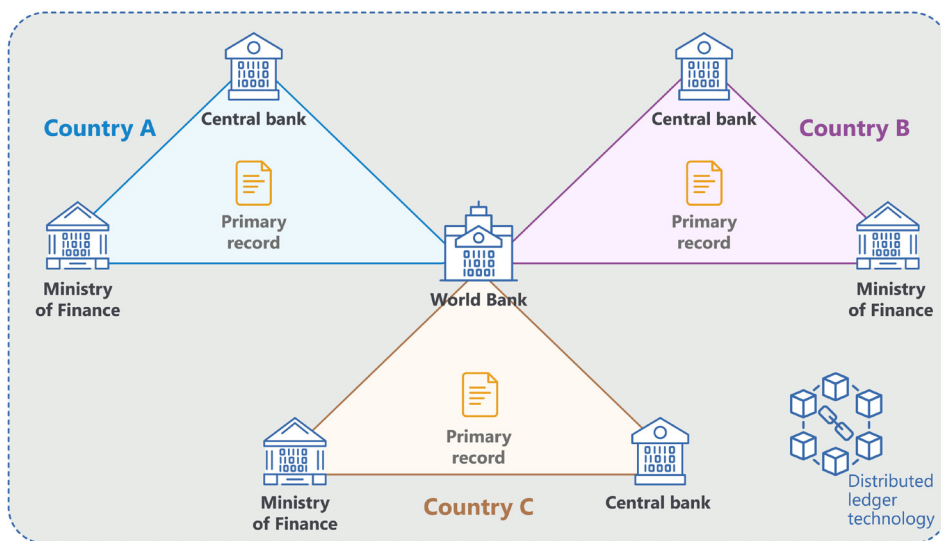 Central bank
Country A
Primary
record
Ministry
of Finance
Central bank
Country B
Primary
record
Ministry
of Finance
World Bank
Primary
record
Ministry
of Finance
Country C
Central bank
Distributed
ledger
technology